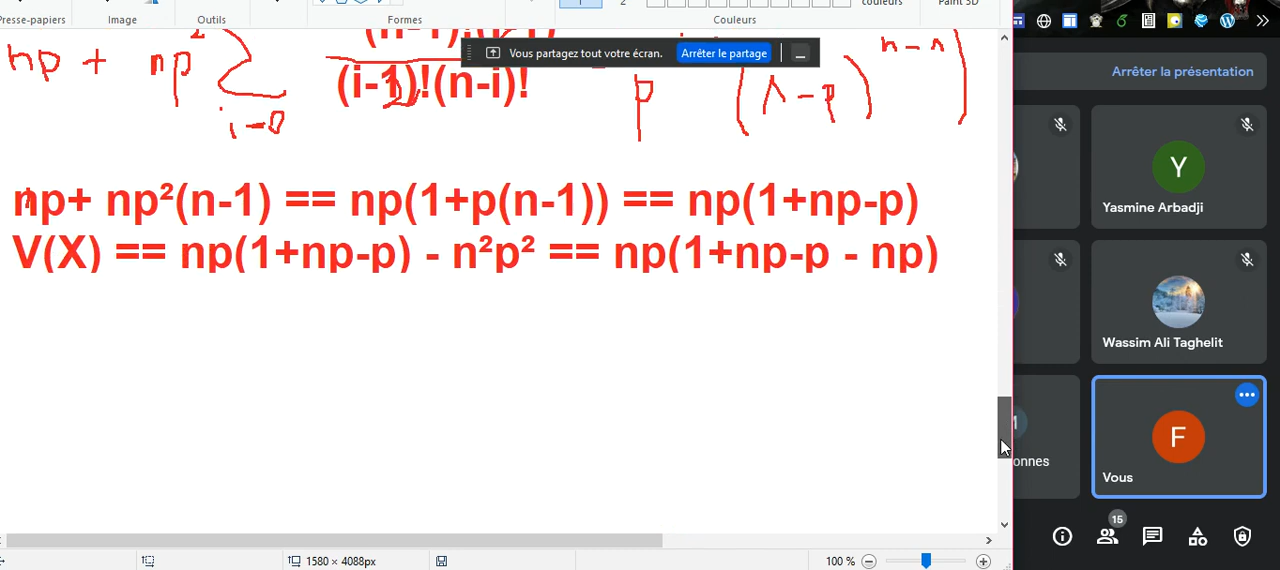 Presse-papiers Image Outils Formes 1 2 Couleurs couleurs Paint 3D
Vous partagez tout votre écran. Arrêter le partage
Arrêter la présentation
np + np²
(i-1)!(n-i)!
p (1-p)
np+ np²(n-1) == np(1+p(n-1)) == np(1+np-p)
V(X) == np(1+np-p) - n²p² == np(1+np-p - np)
Y
Yasmine Arbadji
Wassim Ali Taghelit
F
onnes
Vous
15
1580 × 4088px
100 %